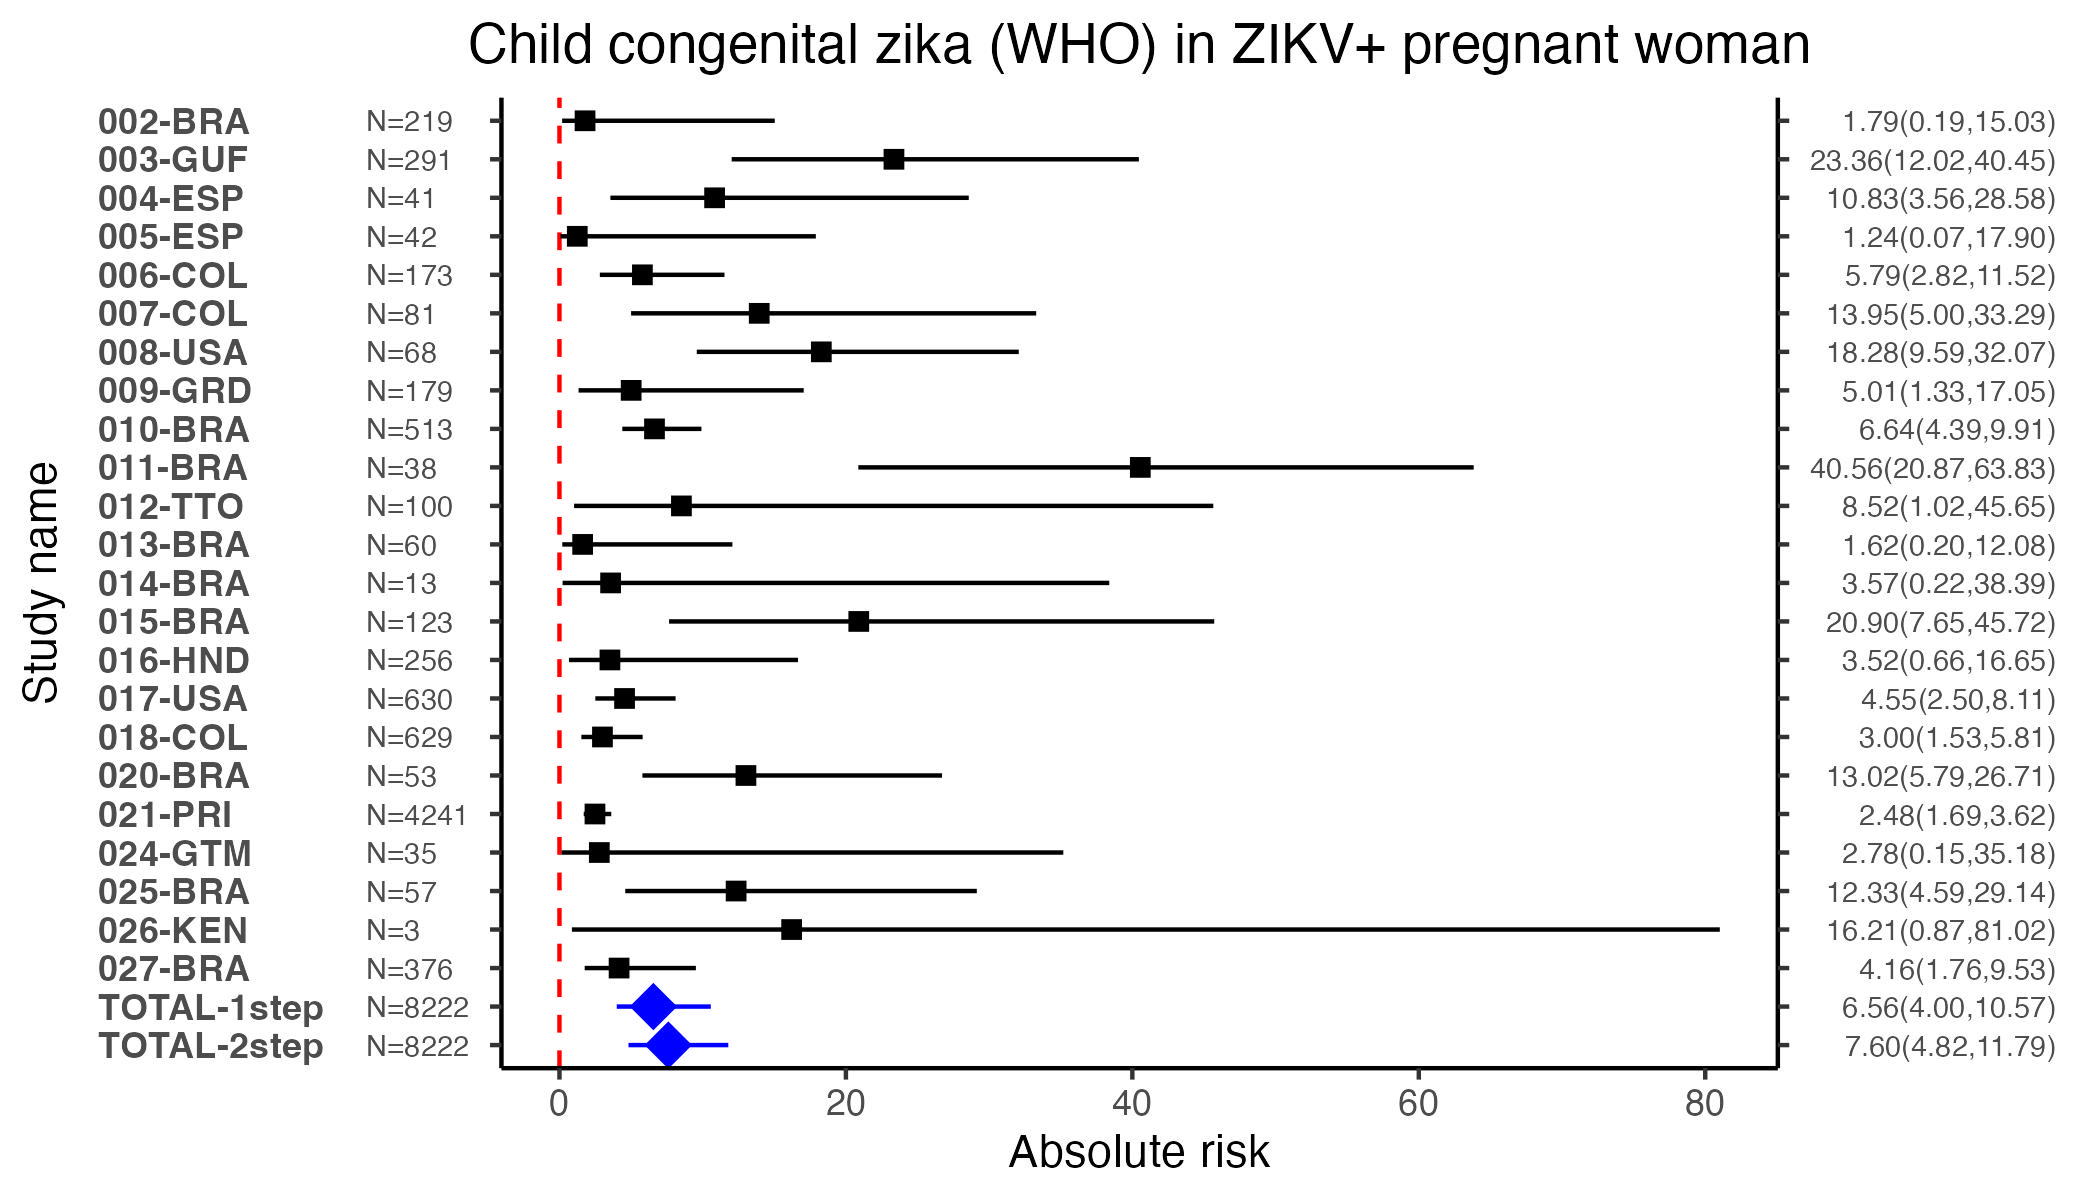 Child congenital zika (WHO) in ZIKV+ pregnant woman
Study name
002-BRA N=219 1.79(0.19,15.03)
003-GUF N=291 23.36(12.02,40.45)
004-ESP N=41 10.83(3.56,28.58)
005-ESP N=42 1.24(0.07,17.90)
006-COL N=173 5.79(2.82,11.52)
007-COL N=81 13.95(5.00,33.29)
008-USA N=68 18.28(9.59,32.07)
009-GRD N=179 5.01(1.33,17.05)
010-BRA N=513 6.64(4.39,9.91)
011-BRA N=38 40.56(20.87,63.83)
012-TTO N=100 8.52(1.02,45.65)
013-BRA N=60 1.62(0.20,12.08)
014-BRA N=13 3.57(0.22,38.39)
015-BRA N=123 20.90(7.65,45.72)
016-HND N=256 3.52(0.66,16.65)
017-USA N=630 4.55(2.50,8.11)
018-COL N=629 3.00(1.53,5.81)
020-BRA N=53 13.02(5.79,26.71)
021-PRI N=4241 2.48(1.69,3.62)
024-GTM N=35 2.78(0.15,35.18)
025-BRA N=57 12.33(4.59,29.14)
026-KEN N=3 16.21(0.87,81.02)
027-BRA N=376 4.16(1.76,9.53)
TOTAL-1step N=8222 6.56(4.00,10.57)
TOTAL-2step N=8222 7.60(4.82,11.79)
0 20 40 60 80
Absolute risk